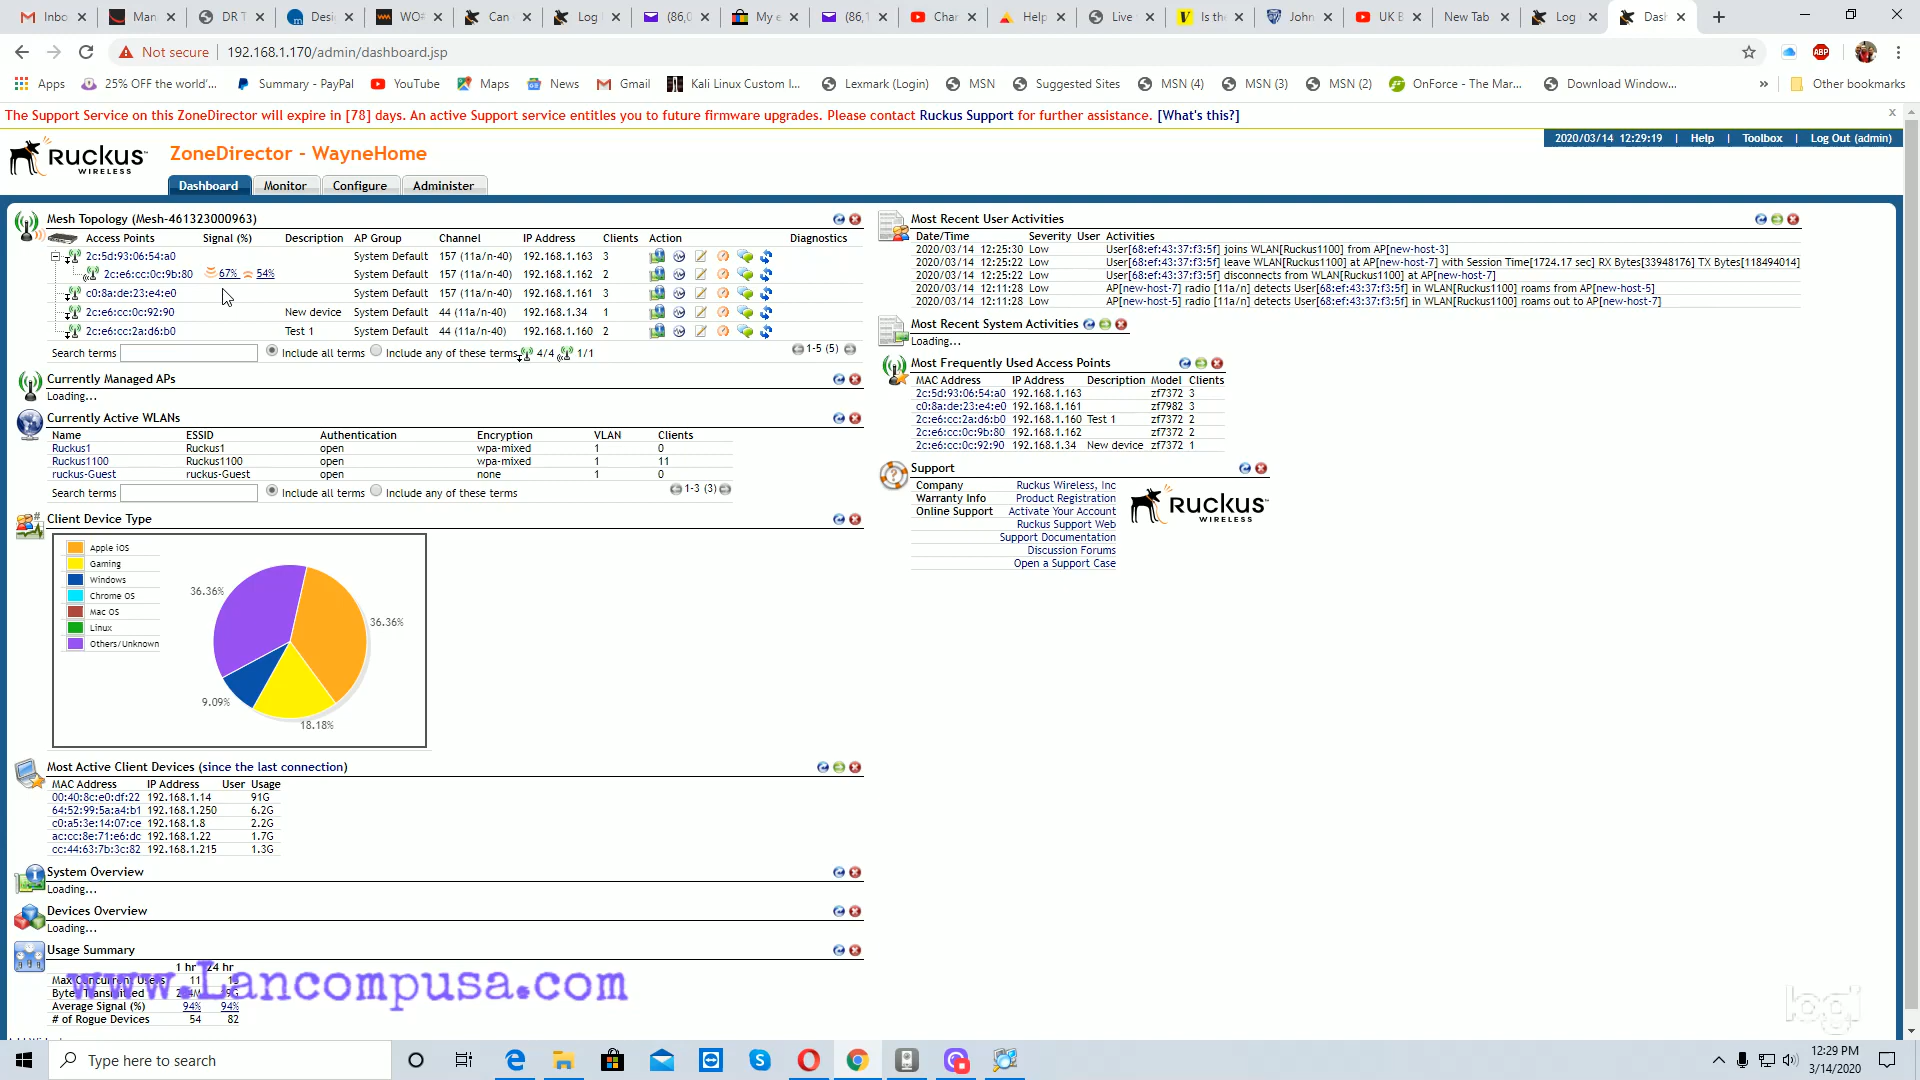 Inbo
Man
DR T
Desi
WO#
Can
Log
(86,0
My e
(86,1
Char
Help
Live
Is the
John
UK B
New Tab
Log
Dash
Not secure
192.168.1.170/admin/dashboard.jsp
Apps
25% OFF the world'...
Summary - PayPal
YouTube
Maps
News
Gmail
Kali Linux Custom I...
Lexmark (Login)
MSN
Suggested Sites
MSN (4)
MSN (3)
MSN (2)
OnForce - The Mar...
Download Window...
»
Other bookmarks
The Support Service on this ZoneDirector will expire in [78] days. An active Support service entitles you to future firmware upgrades. Please contact Ruckus Support for further assistance. [What's this?]
2020/03/14 12:29:19 | Help | Toolbox | Log Out (admin)
RUCKUS WIRELESS
ZoneDirector - WayneHome
Dashboard Monitor Configure Administer
Mesh Topology (Mesh-461323000963)
Access Points Signal (%) Description AP Group Channel IP Address Clients Action Diagnostics
2c:5d:93:06:54:a0 System Default 157 (11a/n-40) 192.168.1.163 3
2c:e6:cc:0c:9b:80 67% 54% System Default 157 (11a/n-40) 192.168.1.162 2
c0:8a:de:23:e4:e0 System Default 157 (11a/n-40) 192.168.1.161 3
2c:e6:cc:0c:92:90 New device System Default 44 (11a/n-40) 192.168.1.34 1
2c:e6:cc:2a:d6:b0 Test 1 System Default 44 (11a/n-40) 192.168.1.160 2
Search terms Include all terms Include any of these terms 4/4 1/1 1-5 (5)
Currently Managed APs
Loading...
Currently Active WLANs
Name ESSID Authentication Encryption VLAN Clients
Ruckus1 Ruckus1 open wpa-mixed 1 0
Ruckus1100 Ruckus1100 open wpa-mixed 1 11
ruckus-Guest ruckus-Guest open none 1 0
Search terms Include all terms Include any of these terms 1-3 (3)
Client Device Type
Apple iOS
Gaming
Windows
Chrome OS
Mac OS
Linux
Others/Unknown
36.36%
36.36%
9.09%
18.18%
Most Active Client Devices (since the last connection)
MAC Address IP Address User Usage
00:40:8c:e0:df:22 192.168.1.14 91G
64:52:99:5a:a4:b1 192.168.1.250 6.2G
c0:a5:3e:14:07:ce 192.168.1.8 2.2G
ac:cc:8e:71:e6:dc 192.168.1.22 1.7G
cc:44:63:7b:3c:82 192.168.1.215 1.3G
System Overview
Loading...
Devices Overview
Loading...
Usage Summary
1 hr 24 hr
Max Concurrent Users 11
Bytes Transmitted
Average Signal (%) 94% 94%
# of Rogue Devices 54 82
www.Lancompusa.com
Most Recent User Activities
Date/Time Severity User Activities
2020/03/14 12:25:30 Low User[68:ef:43:37:f3:5f] joins WLAN[Ruckus1100] from AP[new-host-3]
2020/03/14 12:25:22 Low User[68:ef:43:37:f3:5f] leave WLAN[Ruckus1100] at AP[new-host-7] with Session Time[1724.17 sec] RX Bytes[33948176] TX Bytes[118494014]
2020/03/14 12:25:22 Low User[68:ef:43:37:f3:5f] disconnects from WLAN[Ruckus1100] at AP[new-host-7]
2020/03/14 12:11:28 Low AP[new-host-7] radio [11a/n] detects User[68:ef:43:37:f3:5f] in WLAN[Ruckus1100] roams from AP[new-host-5]
2020/03/14 12:11:28 Low AP[new-host-5] radio [11a/n] detects User[68:ef:43:37:f3:5f] in WLAN[Ruckus1100] roams out to AP[new-host-7]
Most Recent System Activities
Loading...
Most Frequently Used Access Points
MAC Address IP Address Description Model Clients
2c:5d:93:06:54:a0 192.168.1.163 zf7372 3
c0:8a:de:23:e4:e0 192.168.1.161 zf7982 3
2c:e6:cc:2a:d6:b0 192.168.1.160 Test 1 zf7372 2
2c:e6:cc:0c:9b:80 192.168.1.162 zf7372 2
2c:e6:cc:0c:92:90 192.168.1.34 New device zf7372 1
Support
Company Ruckus Wireless, Inc
Warranty Info Product Registration
Online Support Activate Your Account
Ruckus Support Web
Support Documentation
Discussion Forums
Open a Support Case
RUCKUS WIRELESS
logi
Type here to search
12:29 PM
3/14/2020